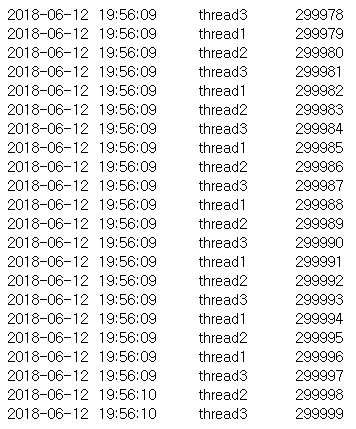 2018-06-12 19:56:09 thread3 299978
2018-06-12 19:56:09 thread1 299979
2018-06-12 19:56:09 thread2 299980
2018-06-12 19:56:09 thread3 299981
2018-06-12 19:56:09 thread1 299982
2018-06-12 19:56:09 thread2 299983
2018-06-12 19:56:09 thread3 299984
2018-06-12 19:56:09 thread1 299985
2018-06-12 19:56:09 thread2 299986
2018-06-12 19:56:09 thread3 299987
2018-06-12 19:56:09 thread1 299988
2018-06-12 19:56:09 thread2 299989
2018-06-12 19:56:09 thread3 299990
2018-06-12 19:56:09 thread1 299991
2018-06-12 19:56:09 thread2 299992
2018-06-12 19:56:09 thread3 299993
2018-06-12 19:56:09 thread1 299994
2018-06-12 19:56:09 thread2 299995
2018-06-12 19:56:09 thread1 299996
2018-06-12 19:56:09 thread3 299997
2018-06-12 19:56:10 thread2 299998
2018-06-12 19:56:10 thread3 299999